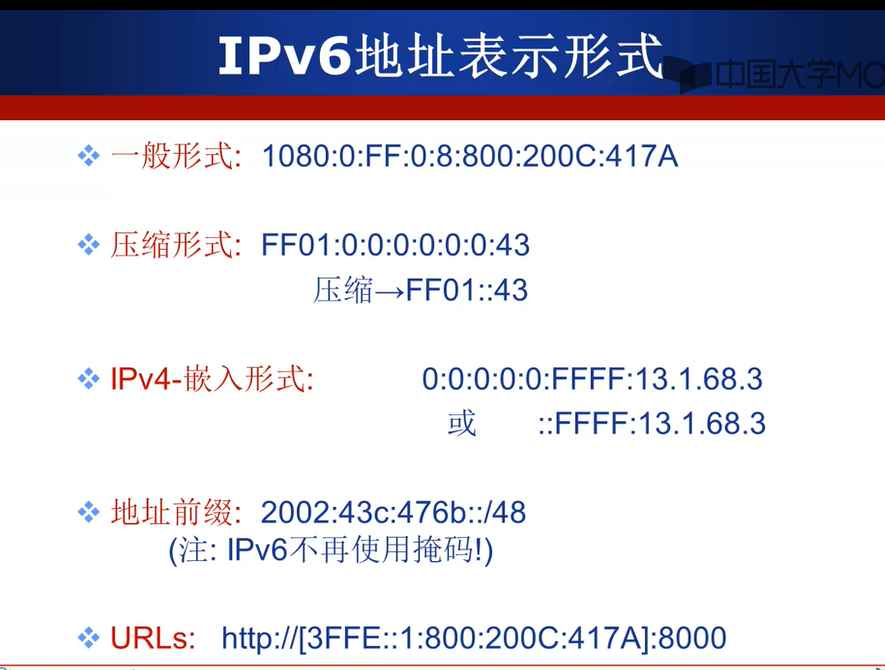 IPv6地址表示形式
中国大学MO
一般形式: 1080:0:FF:0:8:800:200C:417A
压缩形式: FF01:0:0:0:0:0:0:43
压缩→FF01::43
IPv4-嵌入形式: 0:0:0:0:0:FFFF:13.1.68.3
或 ::FFFF:13.1.68.3
地址前缀: 2002:43c:476b::/48
(注: IPv6不再使用掩码!)
URLs: http://[3FFE::1:800:200C:417A]:8000